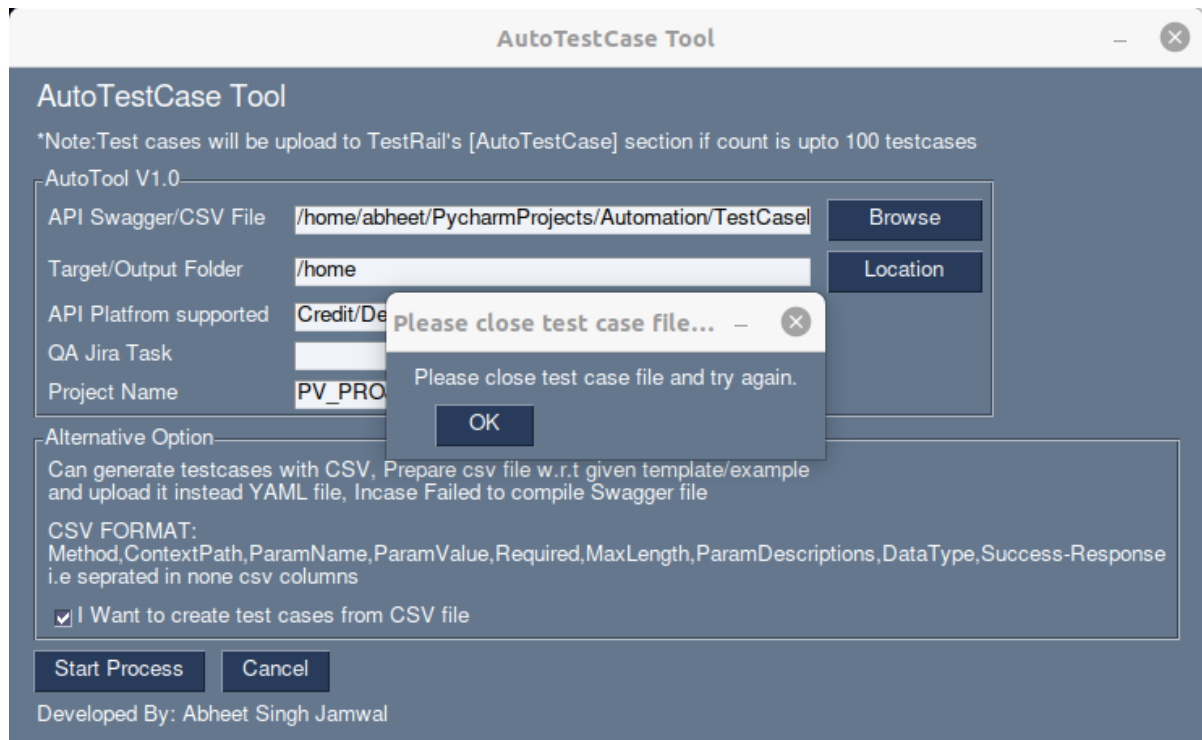 AutoTestCase Tool
AutoTestCase Tool
*Note:Test cases will be upload to TestRail's [AutoTestCase] section if count is upto 100 testcases
AutoTool V1.0
API Swagger/CSV File /home/abheet/PycharmProjects/Automation/TestCase Browse
Target/Output Folder /home Location
API Platfrom supported Credit/De
QA Jira Task
Project Name PV_PRO
Please close test case file...
Please close test case file and try again.
OK
Alternative Option
Can generate testcases with CSV, Prepare csv file w.r.t given template/example
and upload it instead YAML file, Incase Failed to compile Swagger file
CSV FORMAT:
Method,ContextPath,ParamName,ParamValue,Required,MaxLength,ParamDescriptions,DataType,Success-Response
i.e seprated in none csv columns
I Want to create test cases from CSV file
Start Process Cancel
Developed By: Abheet Singh Jamwal